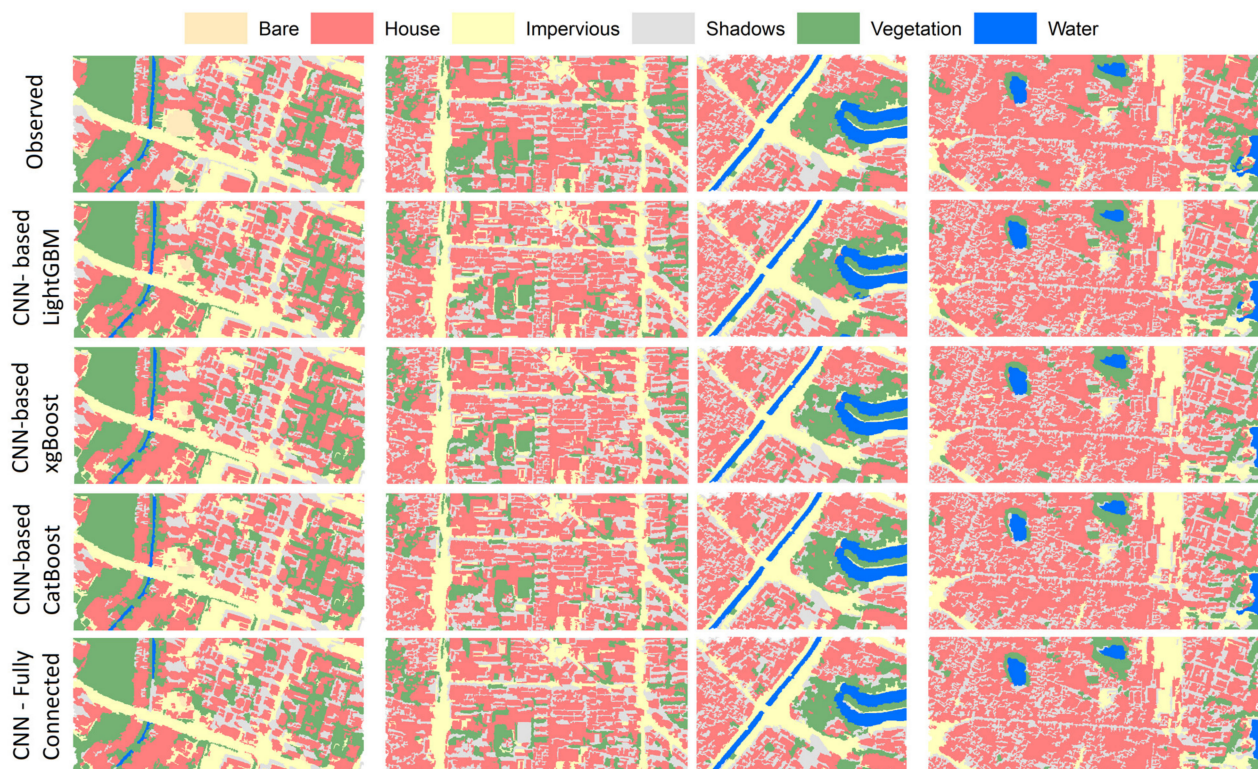 Bare House Impervious Shadows Vegetation Water
Observed
CNN- based
LightGBM
CNN-based
xgBoost
CNN-based
CatBoost
CNN - Fully
Connected